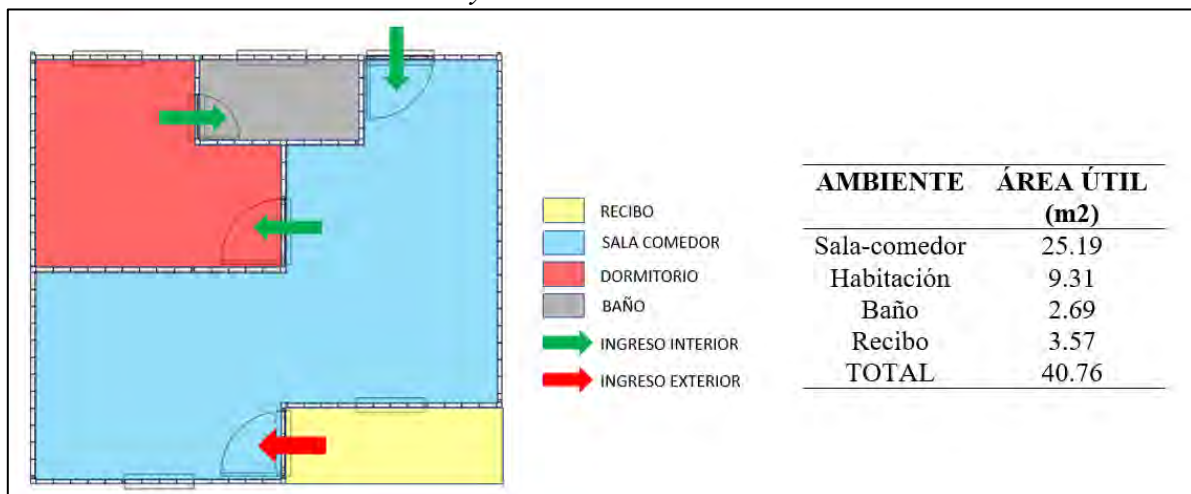 y
RECIBO
SALA COMEDOR
DORMITORIO
BAÑO
INGRESO INTERIOR
INGRESO EXTERIOR
AMBIENTE ÁREA ÚTIL
(m2)
Sala-comedor 25.19
Habitación 9.31
Baño 2.69
Recibo 3.57
TOTAL 40.76